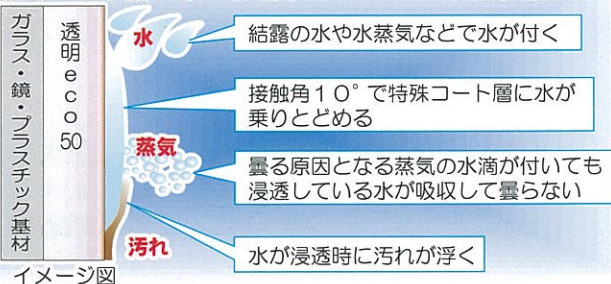 ガラス・鏡・プラスチック基材
透明eco50
水
結露の水や水蒸気などで水が付く
接触角10°で特殊コート層に水が
乗りとどめる
蒸気
曇る原因となる蒸気の水滴が付いても
浸透している水が吸収して曇らない
汚れ
水が浸透時に汚れが浮く
イメージ図